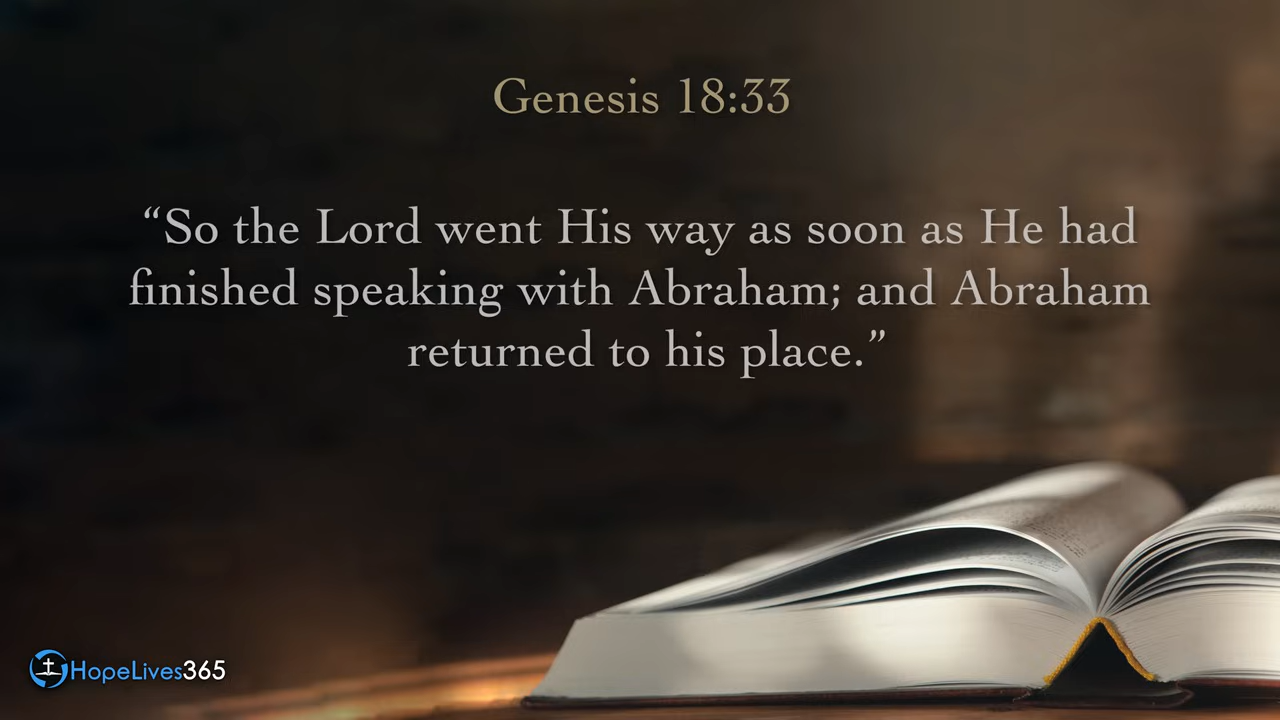 Genesis 18:33
“So the Lord went His way as soon as He had
finished speaking with Abraham; and Abraham
returned to his place.”
HopeLives365